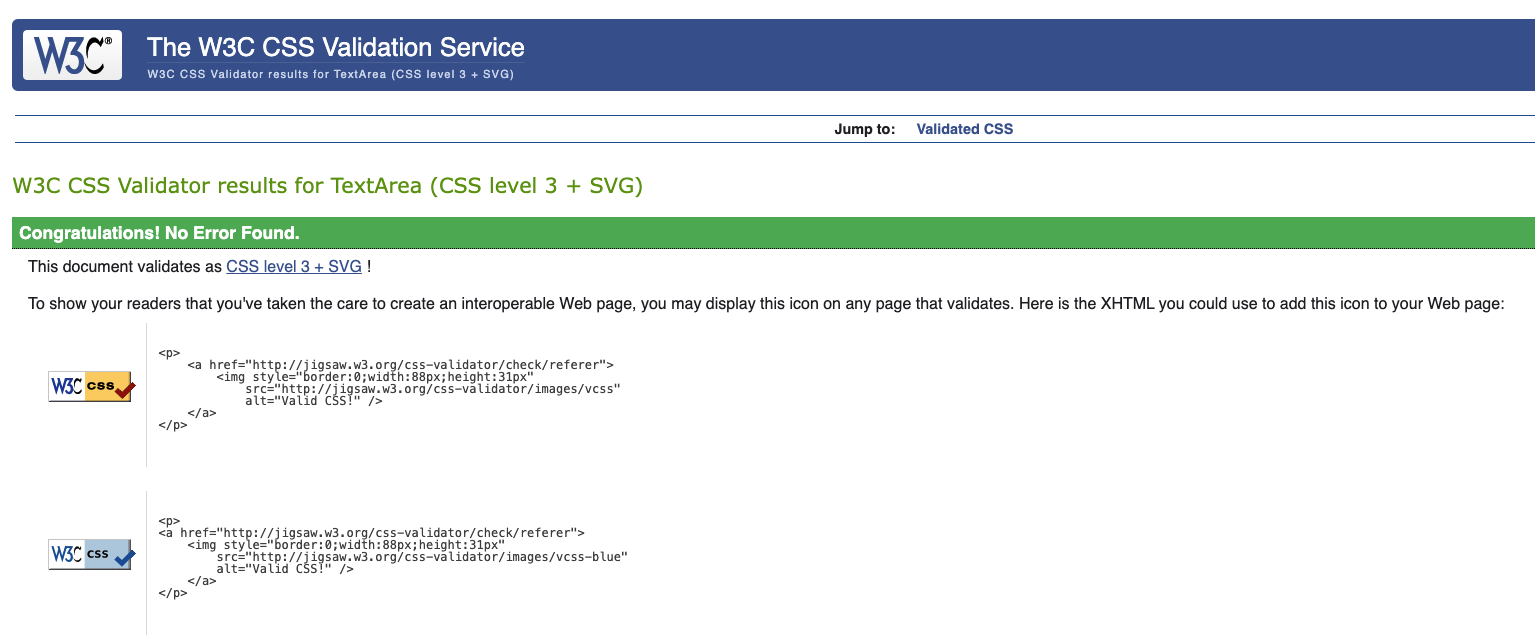 W3C®
The W3C CSS Validation Service
W3C CSS Validator results for TextArea (CSS level 3 + SVG)
Jump to: Validated CSS
W3C CSS Validator results for TextArea (CSS level 3 + SVG)
Congratulations! No Error Found.
This document validates as CSS level 3 + SVG !
To show your readers that you've taken the care to create an interoperable Web page, you may display this icon on any page that validates. Here is the XHTML you could use to add this icon to your Web page:
W3C css
<p>
    <a href="http://jigsaw.w3.org/css-validator/check/referer">
        <img style="border:0;width:88px;height:31px"
            src="http://jigsaw.w3.org/css-validator/images/vcss"
            alt="Valid CSS!" />
    </a>
</p>
W3C css
<p>
<a href="http://jigsaw.w3.org/css-validator/check/referer">
    <img style="border:0;width:88px;height:31px"
        src="http://jigsaw.w3.org/css-validator/images/vcss-blue"
        alt="Valid CSS!" />
    </a>
</p>